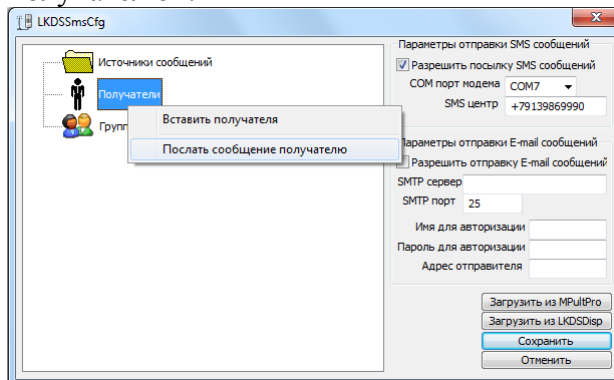 LKDSSmsCfg
Источники сообщений
Получатели
Групп
Вставить получателя
Послать сообщение получателю
Параметры отправки SMS сообщений
Разрешить посылку SMS сообщений
COM порт модема COM7
SMS центр +79139869990
Параметры отправки E-mail сообщений
Разрешить отправку E-mail сообщений
SMTP сервер
SMTP порт 25
Имя для авторизации
Пароль для авторизации
Адрес отправителя
Загрузить из MPultPro
Загрузить из LKDSDisp
Сохранить
Отменить